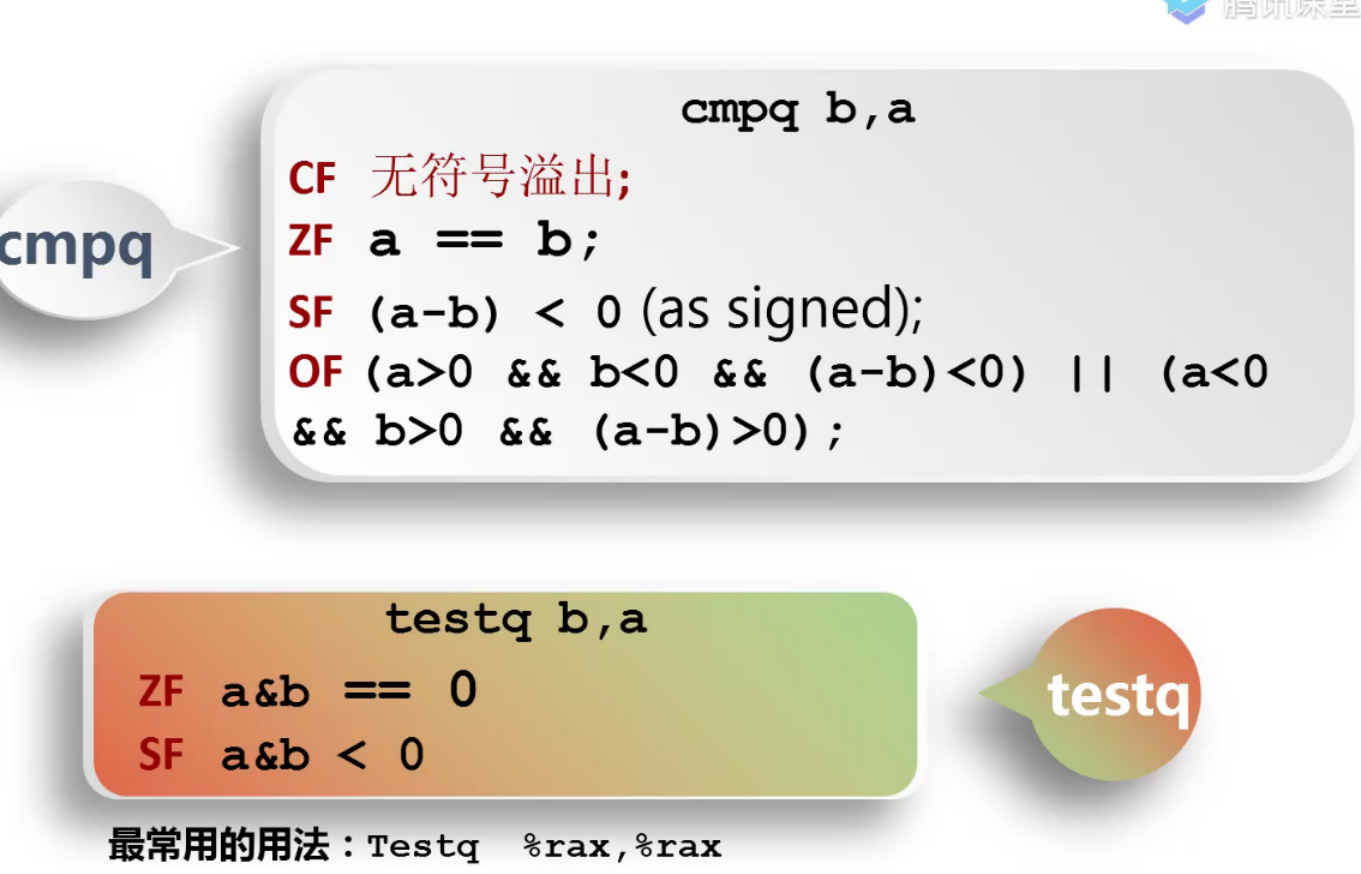 腾讯课堂
cmpq b,a
CF 无符号溢出;
ZF a == b;
cmpq
SF (a-b) < 0 (as signed);
OF (a>0 && b<0 && (a-b)<0) || (a<0
&& b>0 && (a-b)>0);
testq b,a
ZF a&b == 0
testq
SF a&b < 0
最常用的用法：Testq %rax,%rax